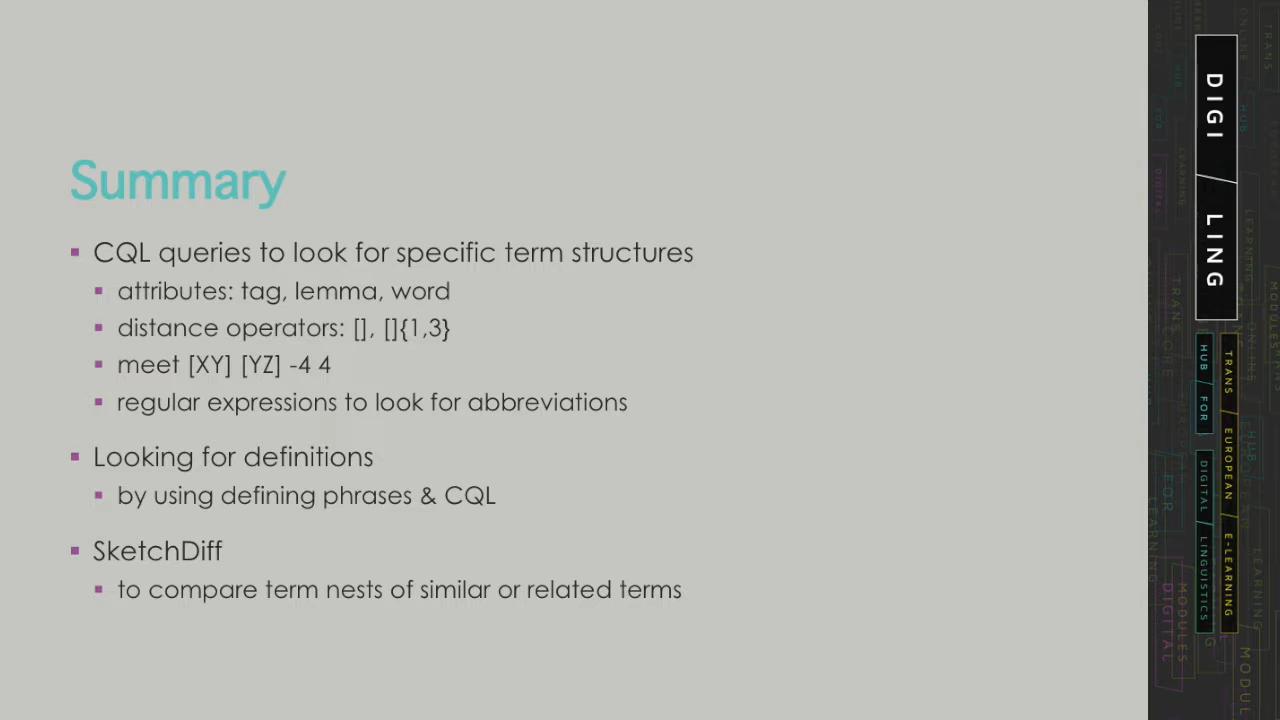 Summary
CQL queries to look for specific term structures
attributes: tag, lemma, word
distance operators: [], []{1,3}
meet [XY] [YZ] -4 4
regular expressions to look for abbreviations
Looking for definitions
by using defining phrases & CQL
SketchDiff
to compare term nests of similar or related terms
DIGI / LING
HUB / FOR
DIGITAL / LINGUISTICS
TRANS / EUROPEAN / E-LEARNING